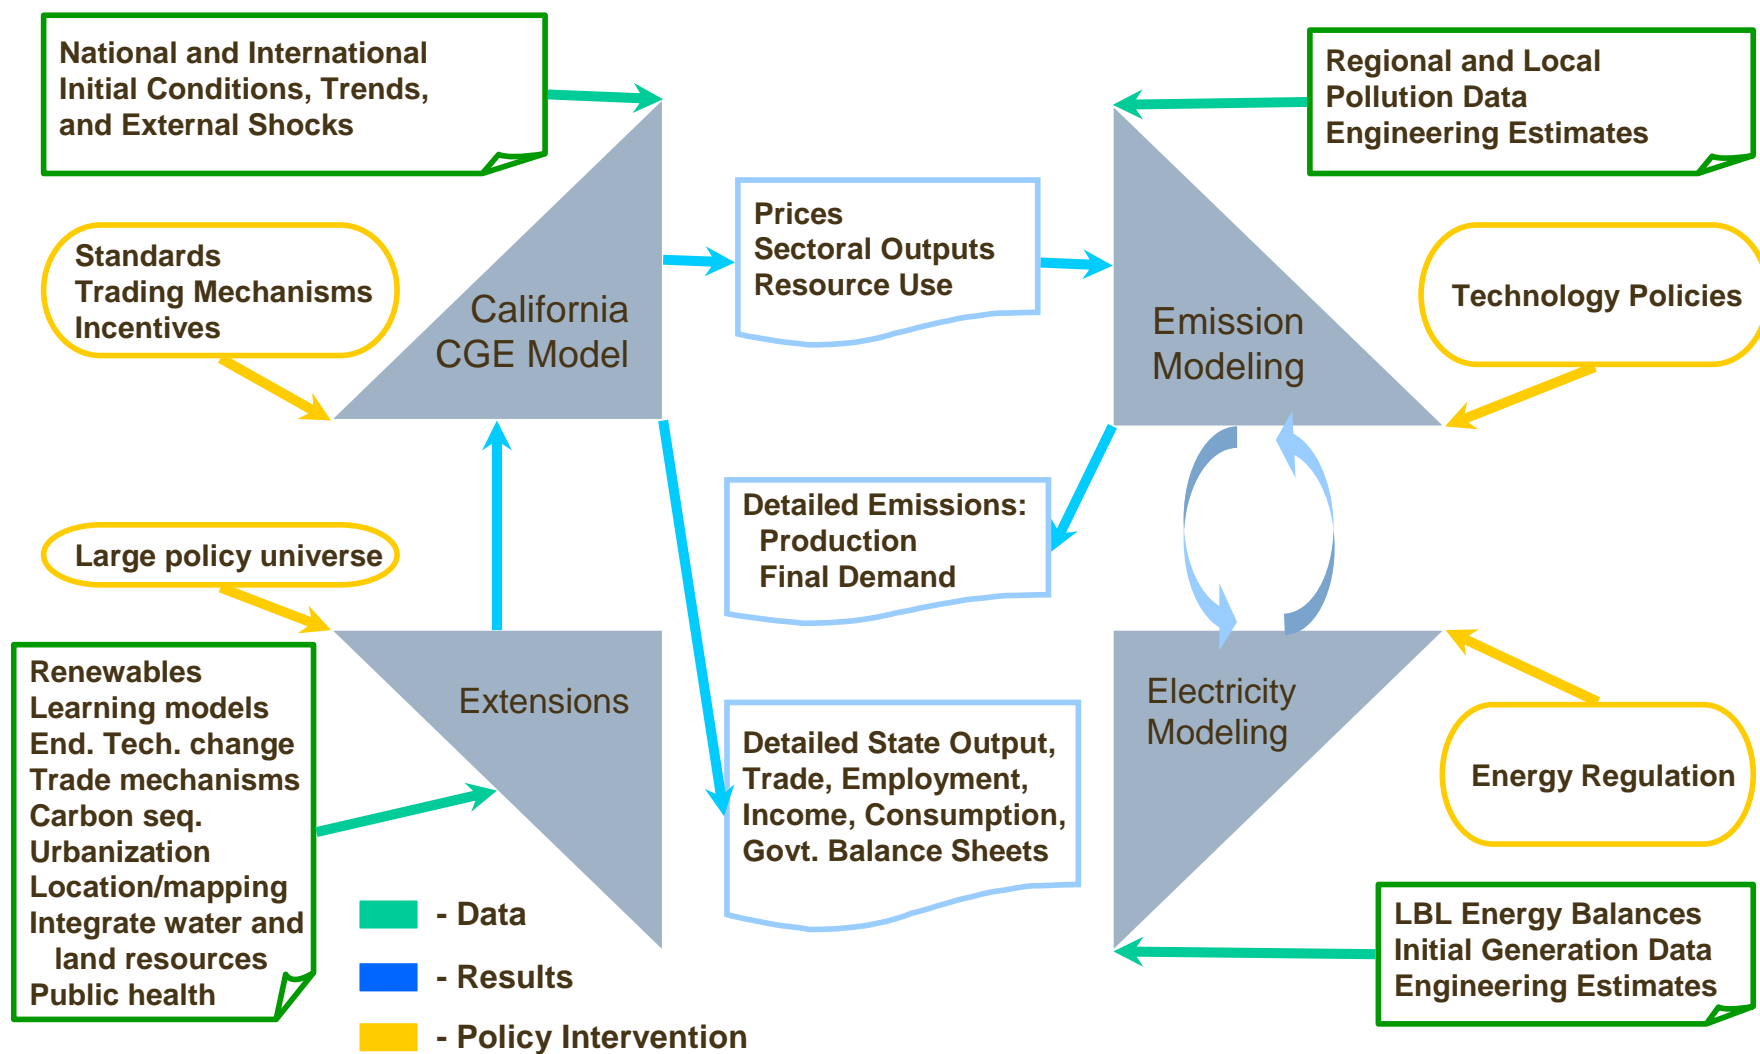 National and International
Initial Conditions, Trends,
and External Shocks
Regional and Local
Pollution Data
Engineering Estimates
Prices
Sectoral Outputs
Resource Use
Standards
Trading Mechanisms
Incentives
California
CGE Model
Emission
Modeling
Technology Policies
Detailed Emissions:
Production
Final Demand
Large policy universe
Renewables
Learning models
End. Tech. change
Trade mechanisms
Carbon seq.
Urbanization
Location/mapping
Integrate water and
land resources
Public health
Extensions
Detailed State Output,
Trade, Employment,
Income, Consumption,
Govt. Balance Sheets
Electricity
Modeling
Energy Regulation
LBL Energy Balances
Initial Generation Data
Engineering Estimates
- Data
- Results
- Policy Intervention